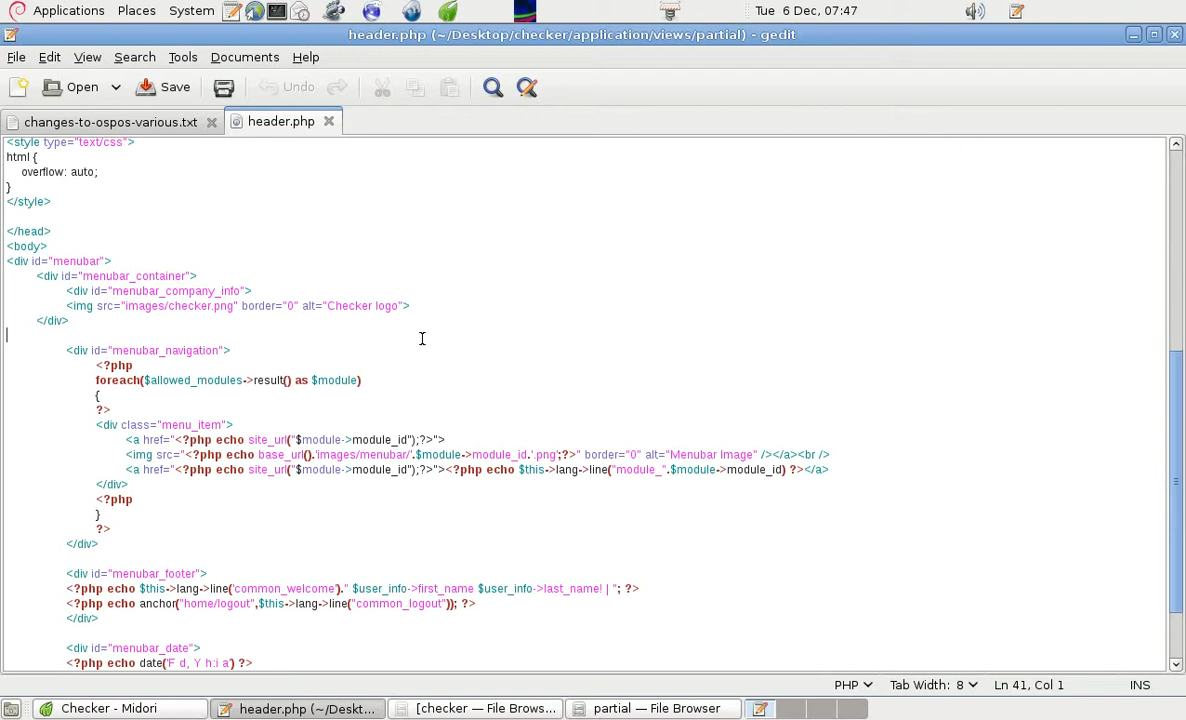 Applications Places System Tue 6 Dec, 07:47
header.php (~/Desktop/checker/application/views/partial) - gedit
File Edit View Search Tools Documents Help
Open Save Undo
changes-to-ospos-various.txt header.php
<style type="text/css">
html {
overflow: auto;
}
</style>
</head>
<body>
<div id="menubar">
<div id="menubar_container">
<div id="menubar_company_info">
<img src="images/checker.png" border="0" alt="Checker logo">
</div>
<div id="menubar_navigation">
<?php
foreach($allowed_modules->result() as $module)
{
?>
<div class="menu_item">
<a href="<?php echo site_url("$module->module_id");?>">
<img src="<?php echo base_url().'images/menubar/'.$module->module_id.'.png';?>" border="0" alt="Menubar Image" /></a><br />
<a href="<?php echo site_url("$module->module_id");?>"><?php echo $this->lang->line("module_".$module->module_id) ?></a>
</div>
<?php
}
?>
</div>
<div id="menubar_footer">
<?php echo $this->lang->line('common_welcome')." $user_info->first_name $user_info->last_name! | "; ?>
<?php echo anchor("home/logout",$this->lang->line("common_logout")); ?>
</div>
<div id="menubar_date">
<?php echo date('F d, Y h:i a') ?>
PHP Tab Width: 8 Ln 41, Col 1 INS
Checker - Midori header.php (~/Deskt... [checker — File Brows... partial — File Browser